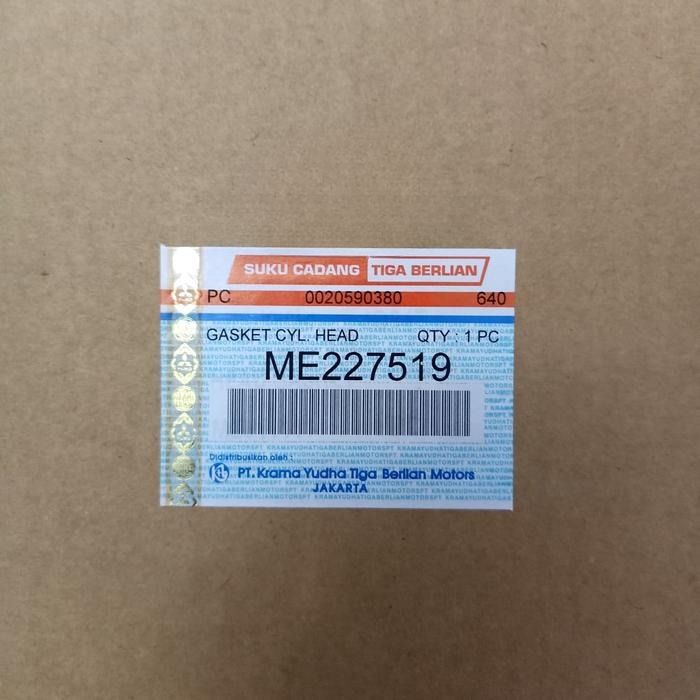 SUKU CADANG TIGA BERLIAN
PC 0020590380 640
GASKET CYL. HEAD QTY : 1 PC
ME227519
Didistribusikan oleh :
PT. Krama Yudha Tiga Berlian Motors
JAKARTA